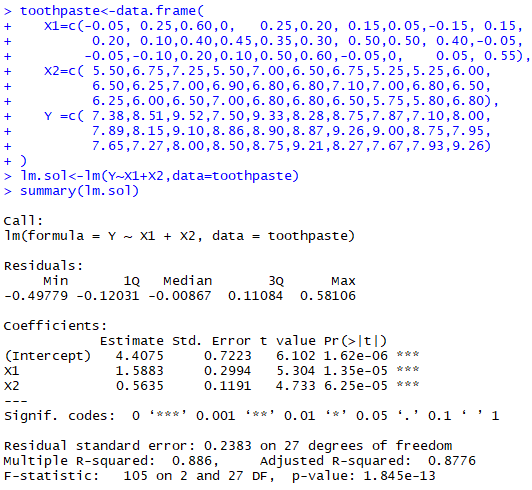 > toothpaste<-data.frame(
+ X1=c(-0.05, 0.25,0.60,0, 0.25,0.20, 0.15,0.05,-0.15, 0.15,
+ 0.20, 0.10,0.40,0.45,0.35,0.30, 0.50,0.50, 0.40,-0.05,
+ -0.05,-0.10,0.20,0.10,0.50,0.60,-0.05,0, 0.05, 0.55),
+ X2=c( 5.50,6.75,7.25,5.50,7.00,6.50,6.75,5.25,5.25,6.00,
+ 6.50,6.25,7.00,6.90,6.80,6.80,7.10,7.00,6.80,6.50,
+ 6.25,6.00,6.50,7.00,6.80,6.80,6.50,5.75,5.80,6.80),
+ Y =c( 7.38,8.51,9.52,7.50,9.33,8.28,8.75,7.87,7.10,8.00,
+ 7.89,8.15,9.10,8.86,8.90,8.87,9.26,9.00,8.75,7.95,
+ 7.65,7.27,8.00,8.50,8.75,9.21,8.27,7.67,7.93,9.26)
+ )
> lm.sol<-lm(Y~X1+X2,data=toothpaste)
> summary(lm.sol)
Call:
lm(formula = Y ~ X1 + X2, data = toothpaste)
Residuals:
Min 1Q Median 3Q Max
-0.49779 -0.12031 -0.00867 0.11084 0.58106
Coefficients:
Estimate Std. Error t value Pr(>|t|)
(Intercept) 4.4075 0.7223 6.102 1.62e-06 ***
X1 1.5883 0.2994 5.304 1.35e-05 ***
X2 0.5635 0.1191 4.733 6.25e-05 ***
---
Signif. codes: 0 ‘***’ 0.001 ‘**’ 0.01 ‘*’ 0.05 ‘.’ 0.1 ‘ ’ 1
Residual standard error: 0.2383 on 27 degrees of freedom
Multiple R-squared: 0.886, Adjusted R-squared: 0.8776
F-statistic: 105 on 2 and 27 DF, p-value: 1.845e-13